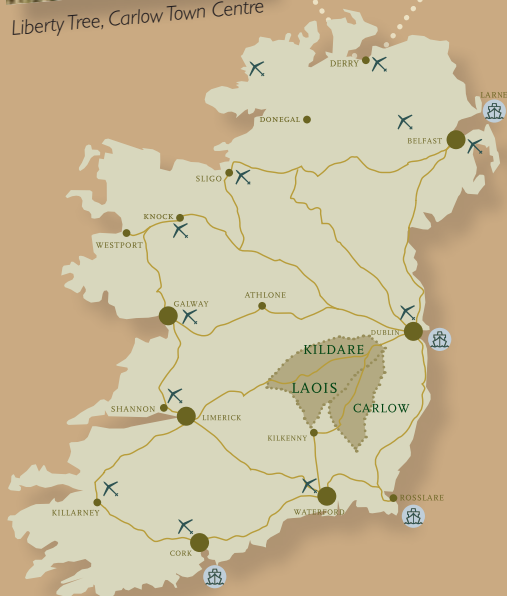 Liberty Tree, Carlow Town Centre
DERRY
LARNE
DONEGAL
BELFAST
SLIGO
KNOCK
WESTPORT
GALWAY
ATHLONE
DUBLIN
KILDARE
LAOIS
CARLOW
SHANNON
LIMERICK
KILKENNY
KILLARNEY
WATERFORD
ROSSLARE
CORK